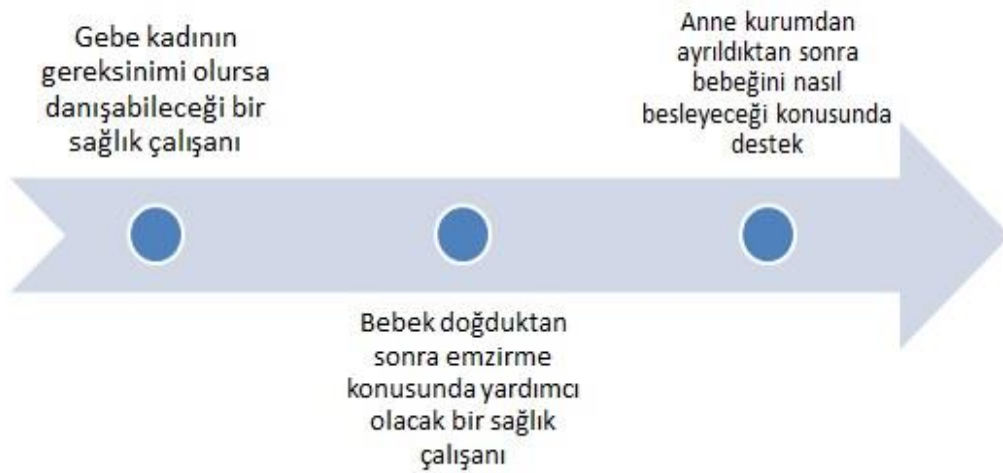 Gebe kadının
gereksinimi olursa
danışabileceği bir
sağlık çalışanı
Bebek doğduktan
sonra emzirme
konusunda yardımcı
olacak bir sağlık
çalışanı
Anne kurumdan
ayrıldıktan sonra
bebeğini nasıl
besleyeceği konusunda
destek